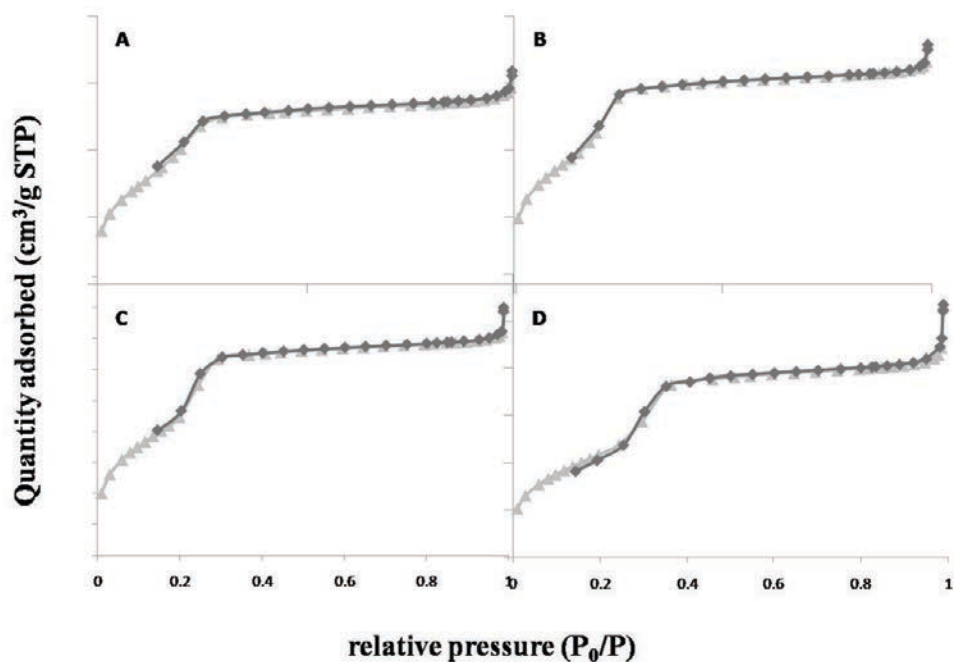 A
B
Quantity adsorbed (cm³/g STP)
C
D
0 0.2 0.4 0.6 0.8 1
0 0.2 0.4 0.6 0.8 1
relative pressure (P₀/P)